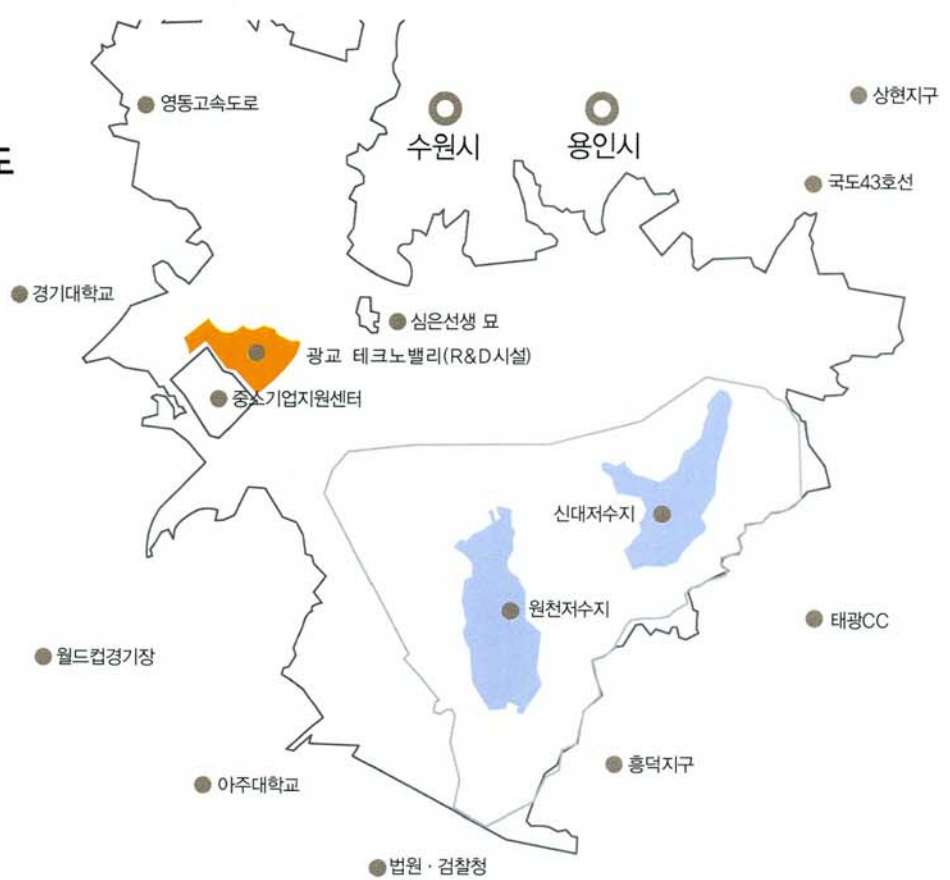 영동고속도로
상현지구
수원시
용인시
도
국도43호선
경기대학교
심은선생 묘
광교 테크노밸리(R&D시설)
중소기업지원센터
신대저수지
원천저수지
태광CC
월드컵경기장
흥덕지구
아주대학교
법원 · 검찰청